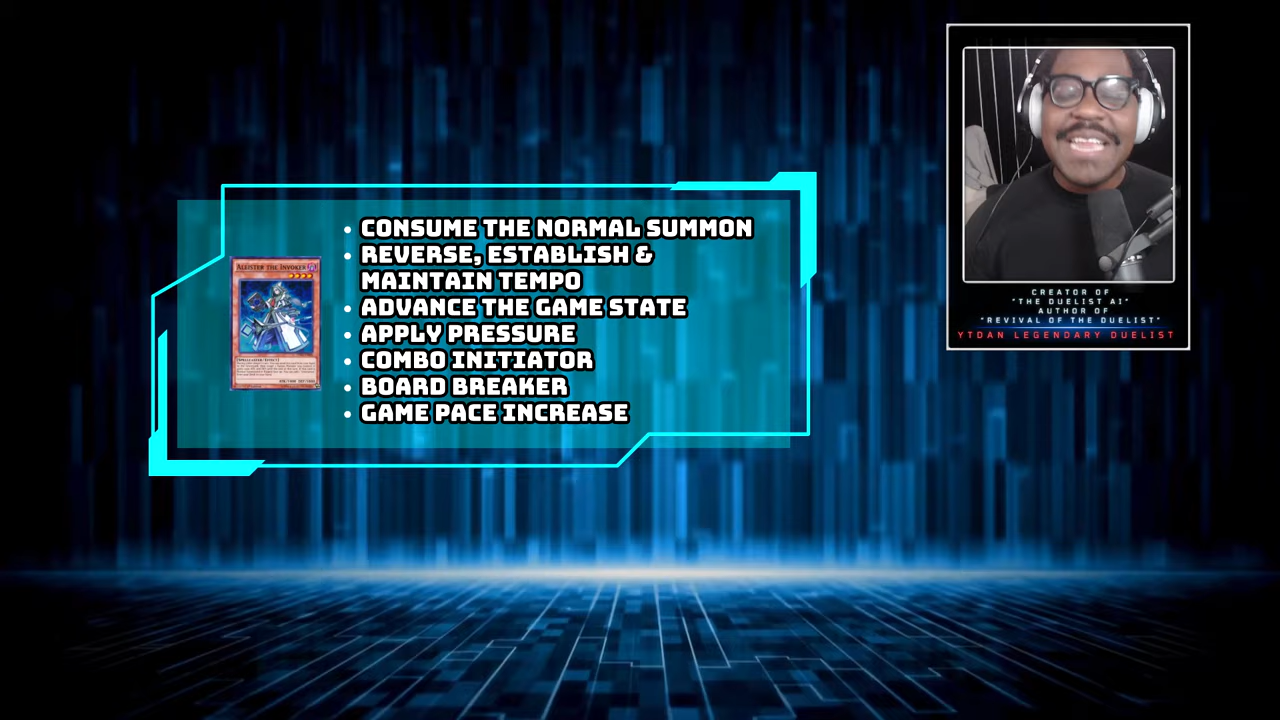 CONSUME THE NORMAL SUMMON
REVERSE, ESTABLISH &
MAINTAIN TEMPO
ADVANCE THE GAME STATE
APPLY PRESSURE
COMBO INITIATOR
BOARD BREAKER
GAME PACE INCREASE
ALEISTER THE INVOKER
CREATOR OF
"THE DUELIST AI"
AUTHOR OF
"REVIVAL OF THE DUELIST"
YTDAN LEGENDARY DUELIST